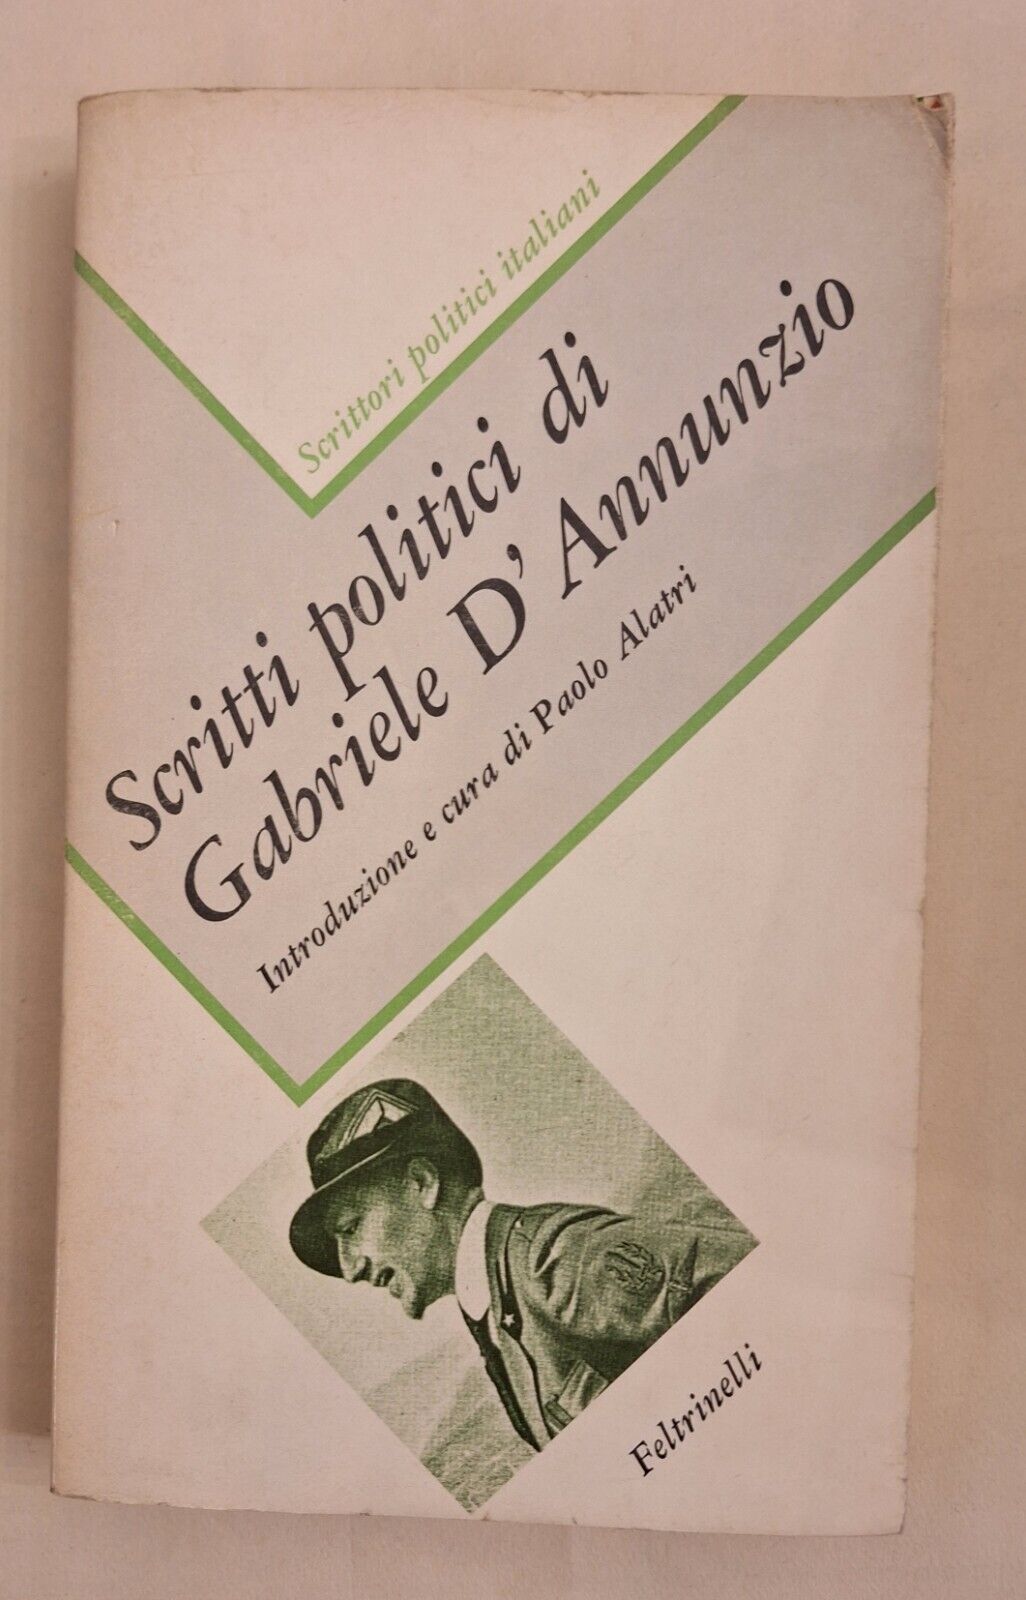 Scrittori politici italiani
Scritti politici di
Gabriele D'Annunzio
Introduzione e cura di Paolo Alatri
Feltrinelli